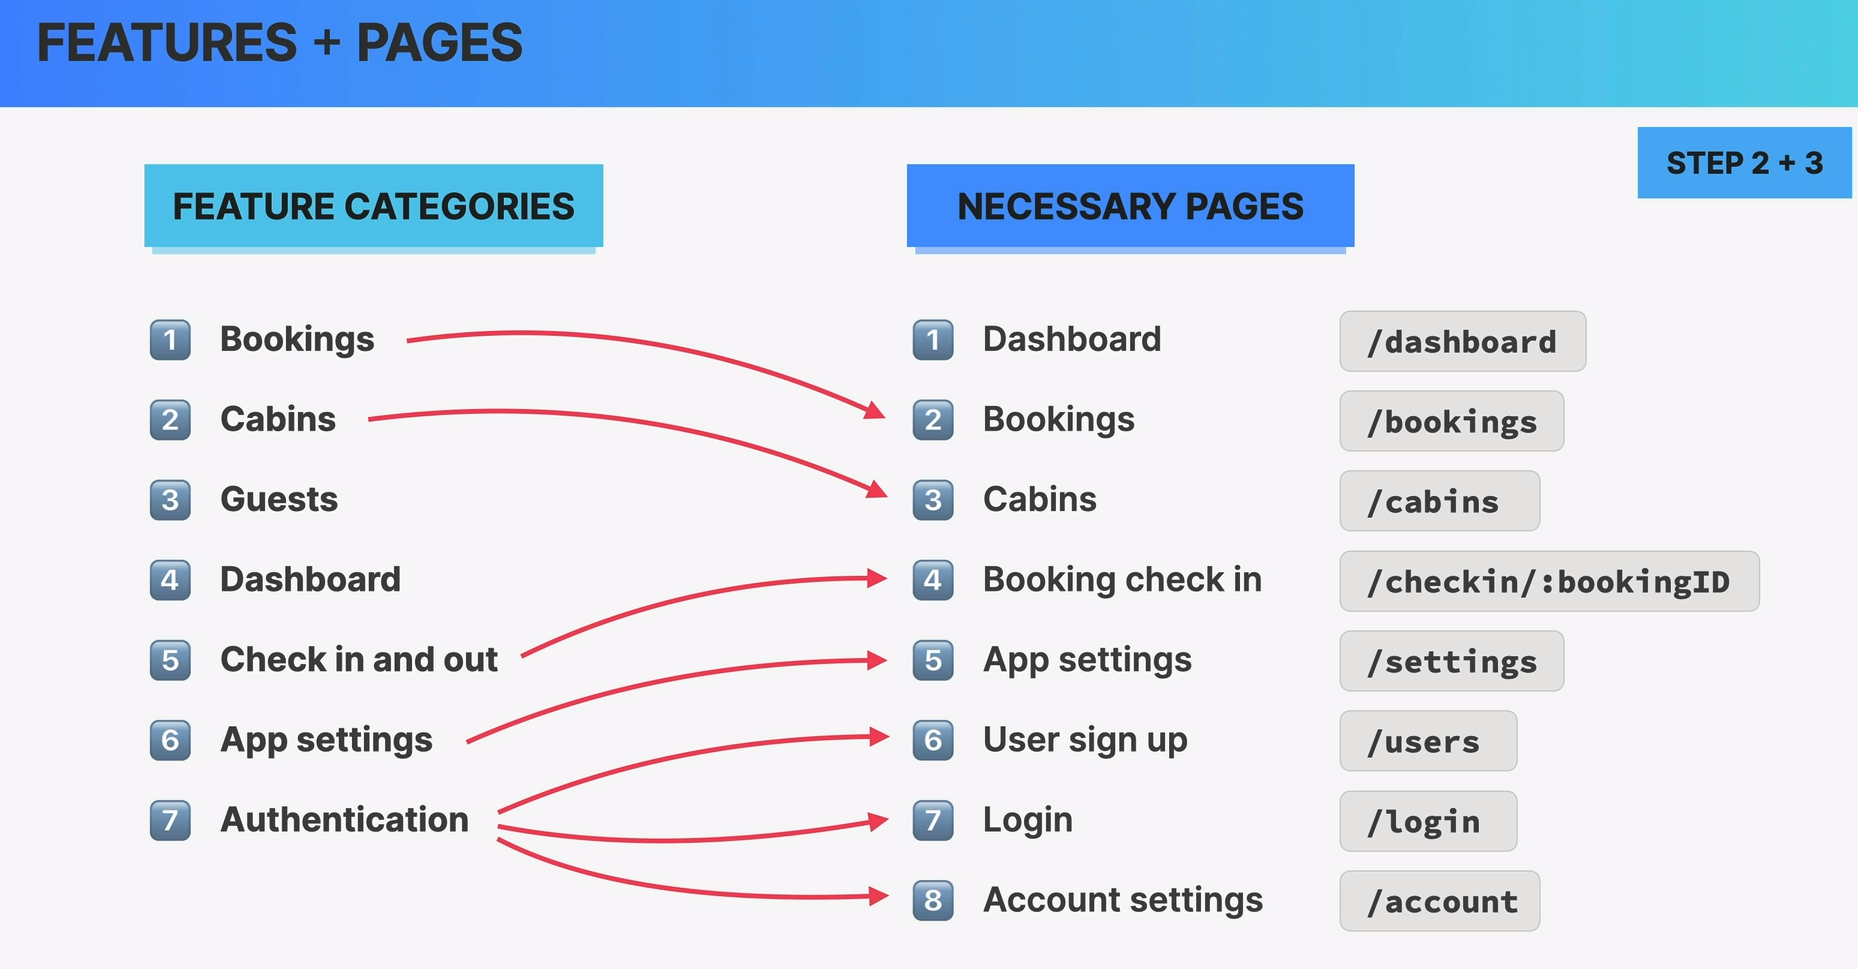 FEATURES + PAGES
STEP 2 + 3
FEATURE CATEGORIES
1 Bookings
2 Cabins
3 Guests
4 Dashboard
5 Check in and out
6 App settings
7 Authentication
NECESSARY PAGES
1 Dashboard /dashboard
2 Bookings /bookings
3 Cabins /cabins
4 Booking check in /checkin/:bookingID
5 App settings /settings
6 User sign up /users
7 Login /login
8 Account settings /account